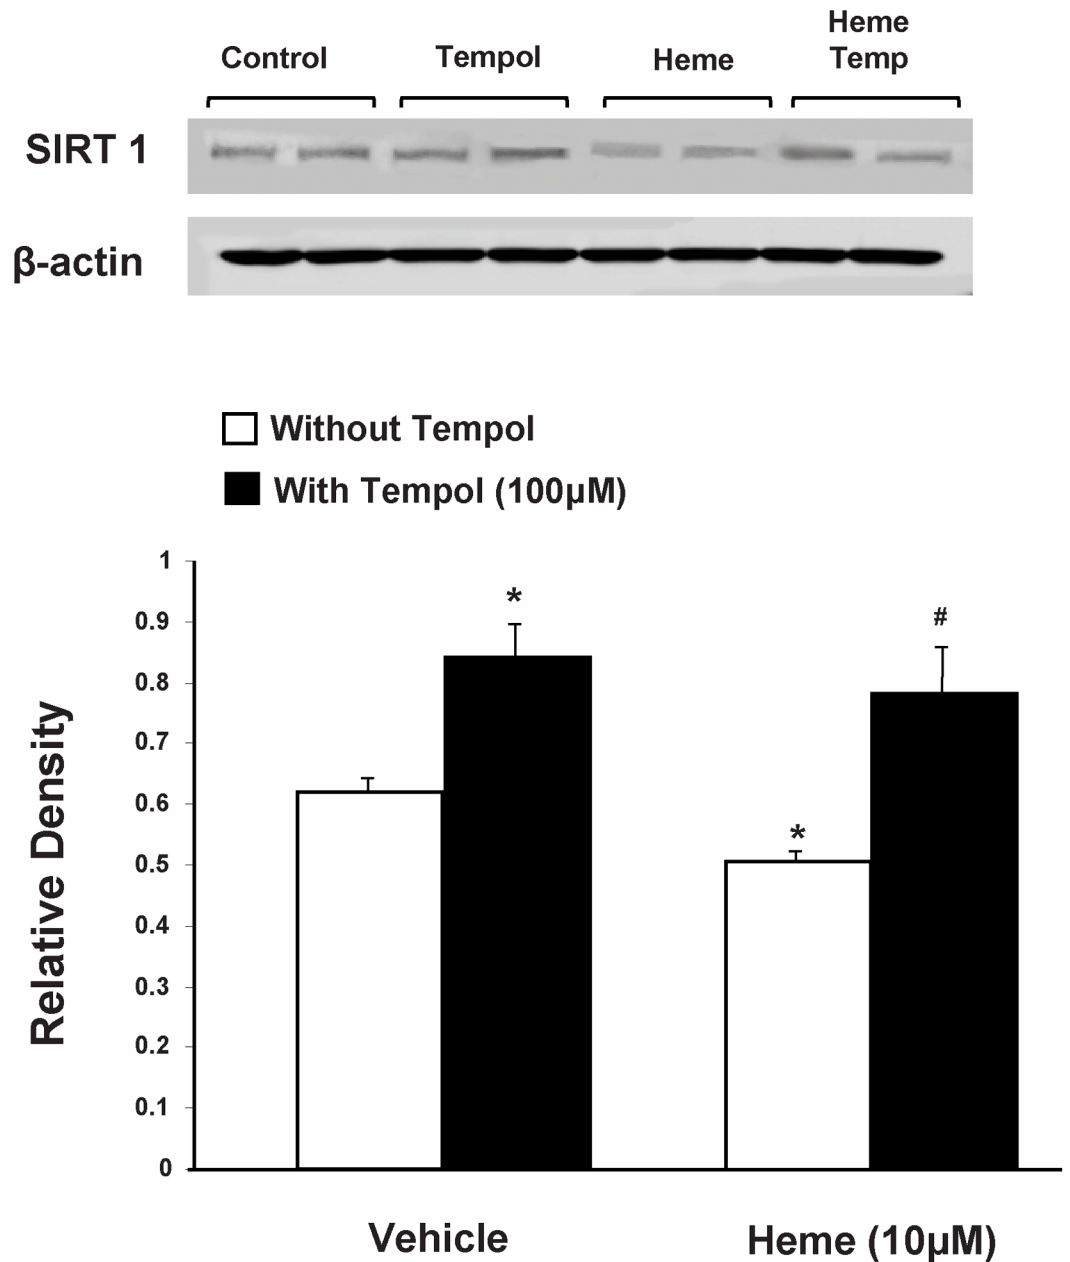 Control
Tempol
Heme
Heme
Temp
SIRT 1
β-actin
Without Tempol
With Tempol (100µM)
1
*
#
0.9
0.8
0.7
0.6
*
0.5
0.4
0.3
0.2
0.1
0
Relative Density
Vehicle
Heme (10µM)